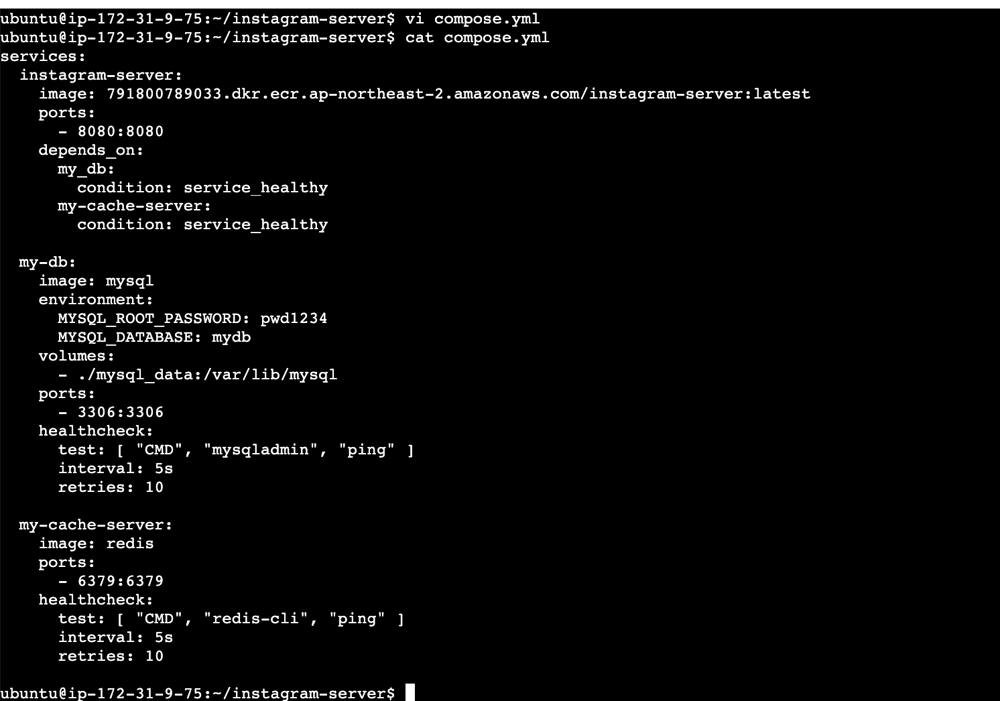 ubuntu@ip-172-31-9-75:~/instagram-server$ vi compose.yml
ubuntu@ip-172-31-9-75:~/instagram-server$ cat compose.yml
services:
  instagram-server:
    image: 791800789033.dkr.ecr.ap-northeast-2.amazonaws.com/instagram-server:latest
    ports:
      - 8080:8080
    depends_on:
      my_db:
        condition: service_healthy
      my-cache-server:
        condition: service_healthy

  my-db:
    image: mysql
    environment:
      MYSQL_ROOT_PASSWORD: pwd1234
      MYSQL_DATABASE: mydb
    volumes:
      - ./mysql_data:/var/lib/mysql
    ports:
      - 3306:3306
    healthcheck:
      test: [ "CMD", "mysqladmin", "ping" ]
      interval: 5s
      retries: 10

  my-cache-server:
    image: redis
    ports:
      - 6379:6379
    healthcheck:
      test: [ "CMD", "redis-cli", "ping" ]
      interval: 5s
      retries: 10

ubuntu@ip-172-31-9-75:~/instagram-server$